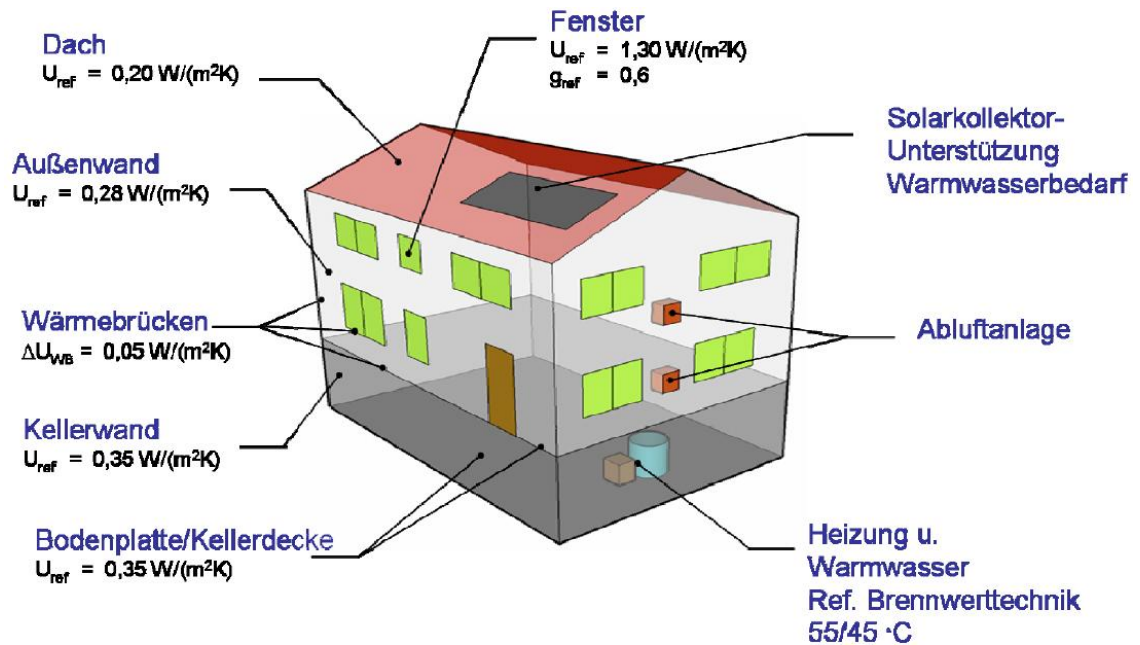 Dach
U_ref = 0,20 W/(m²K)
Fenster
U_ref = 1,30 W/(m²K)
g_ref = 0,6
Solarkollektor-
Unterstützung
Warmwasserbedarf
Außenwand
U_ref = 0,28 W/(m²K)
Wärmebrücken
ΔU_WB = 0,05 W/(m²K)
Abluftanlage
Kellerwand
U_ref = 0,35 W/(m²K)
Bodenplatte/Kellerdecke
U_ref = 0,35 W/(m²K)
Heizung u.
Warmwasser
Ref. Brennwerttechnik
55/45 °C